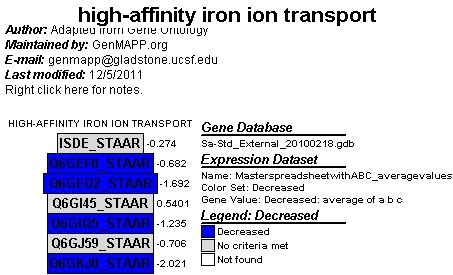 high-affinity iron ion transport
Author: Adapted from Gene Ontology
Maintained by: GenMAPP.org
E-mail: genmapp@gladstone.ucsf.edu
Last modified: 12/5/2011
Right click here for notes.
HIGH-AFFINITY IRON ION TRANSPORT
ISDE_STAAR -0.274
Q6GEF0_STAAR -0.682
Q6GEQ2_STAAR -1.692
Q6GI45_STAAR 0.5401
Q6GIQ5_STAAR -1.235
Q6GJ59_STAAR -0.706
Q6GKJ0_STAAR -2.021
Gene Database
Sa-Std_External_20100218.gdb
Expression Dataset
Name: MasterspreadsheetwithABC_averagevalues
Color Set: Decreased
Gene Value: Decreased: average of a b c
Legend: Decreased
Decreased
No criteria met
Not found